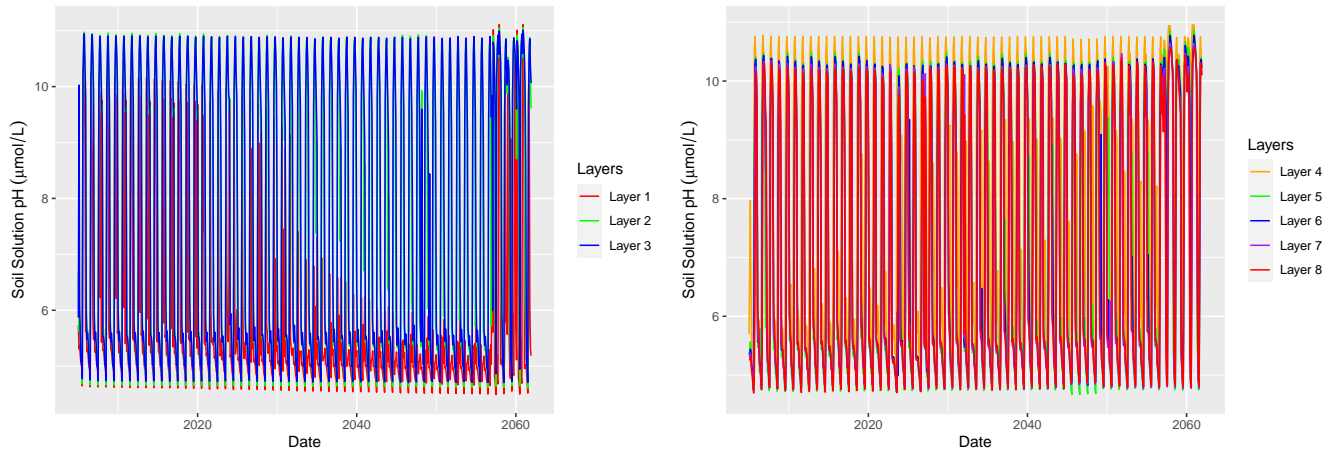 Soil Solution pH (μmol/L)
10
8
6
2020
2040
2060
Date
Layers
Layer 1
Layer 2
Layer 3
Soil Solution pH (μmol/L)
10
8
6
2020
2040
2060
Date
Layers
Layer 4
Layer 5
Layer 6
Layer 7
Layer 8